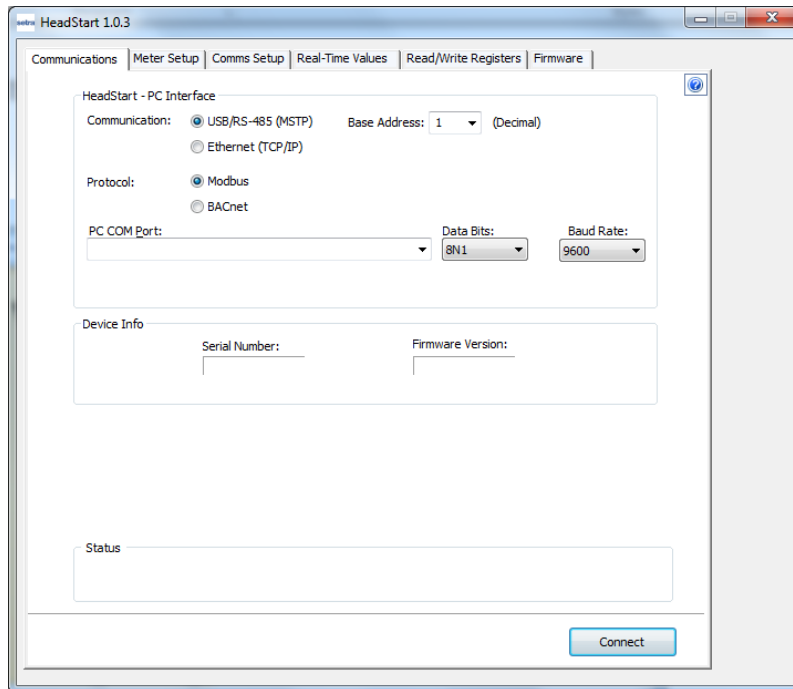 setra HeadStart 1.0.3
Communications Meter Setup Comms Setup Real-Time Values Read/Write Registers Firmware
HeadStart - PC Interface
Communication: USB/RS-485 (MSTP) Base Address: 1 (Decimal)
Ethernet (TCP/IP)
Protocol: Modbus
BACnet
PC COM Port: Data Bits: Baud Rate:
8N1 9600
Device Info
Serial Number: Firmware Version:
Status
Connect